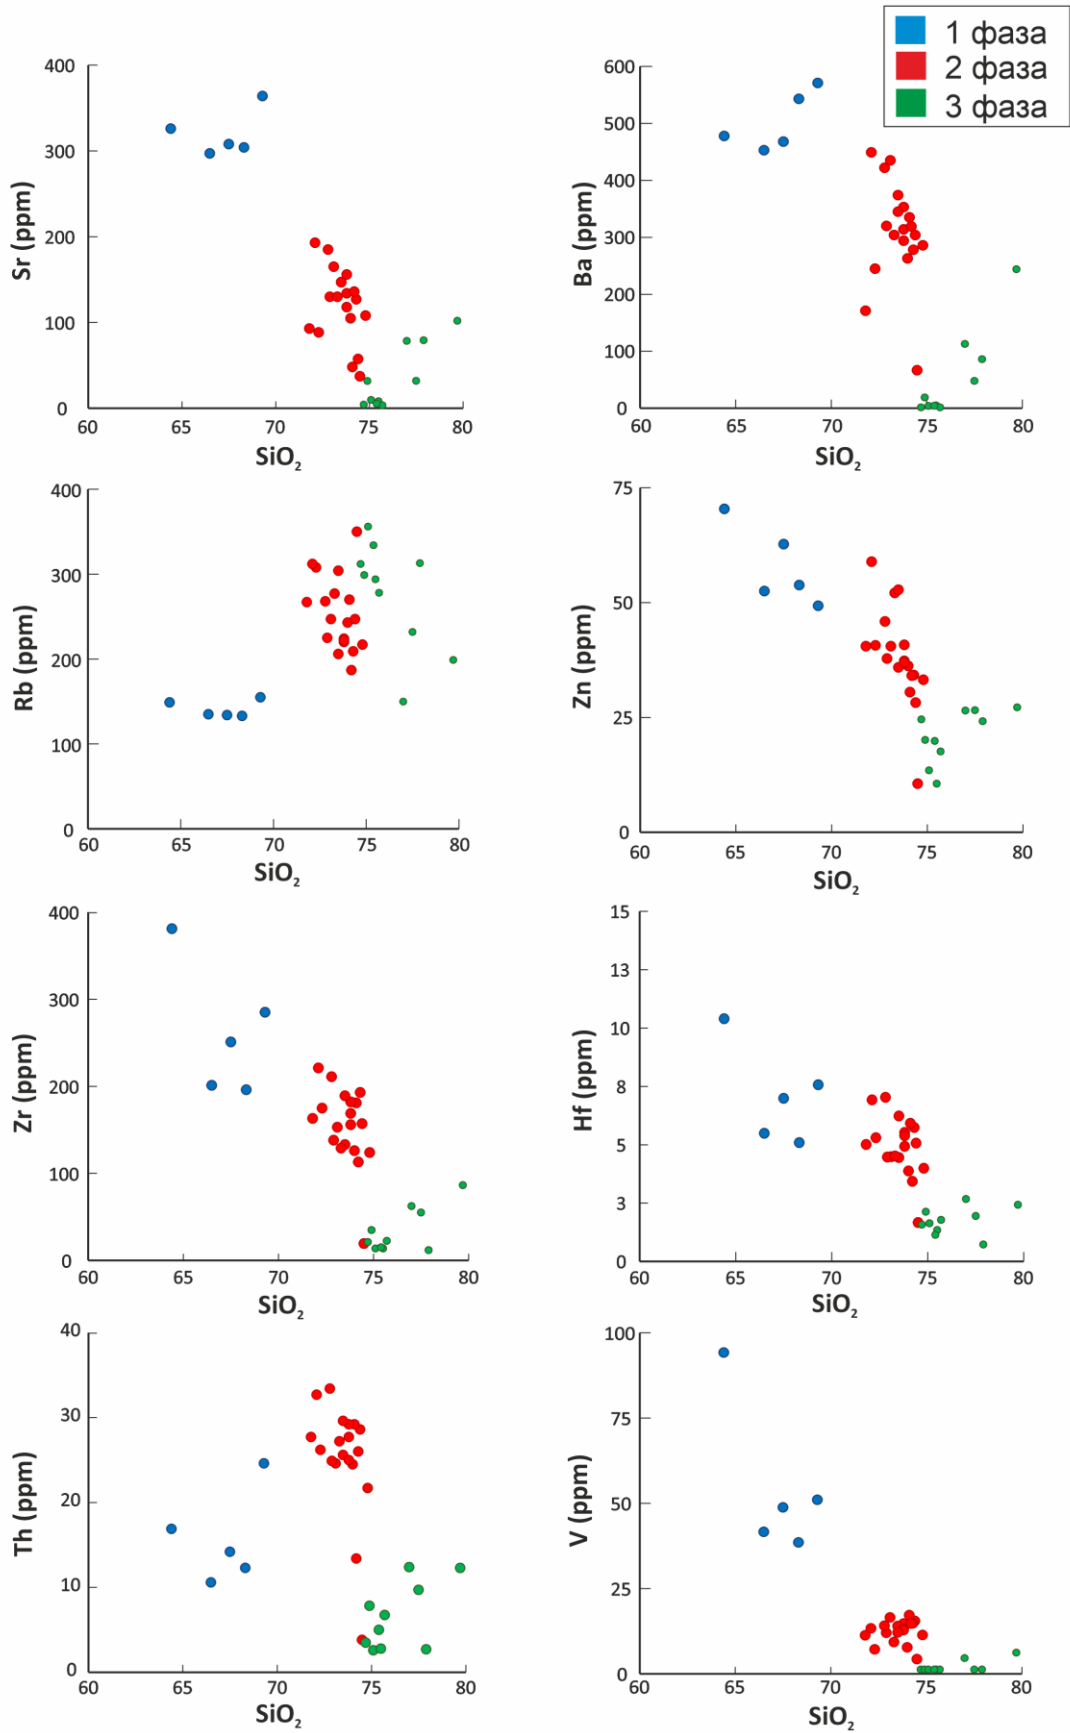 1 фаза
2 фаза
3 фаза
400
300
200
100
0
60 65 70 75 80
Sr (ppm)
SiO₂
600
500
400
300
200
100
0
60 65 70 75 80
Ba (ppm)
SiO₂
400
300
200
100
0
60 65 70 75 80
Rb (ppm)
SiO₂
75
50
25
0
60 65 70 75 80
Zn (ppm)
SiO₂
400
300
200
100
0
60 65 70 75 80
Zr (ppm)
SiO₂
15
13
10
8
5
3
0
60 65 70 75 80
Hf (ppm)
SiO₂
40
30
20
10
0
60 65 70 75 80
Th (ppm)
SiO₂
100
75
50
25
0
60 65 70 75 80
V (ppm)
SiO₂